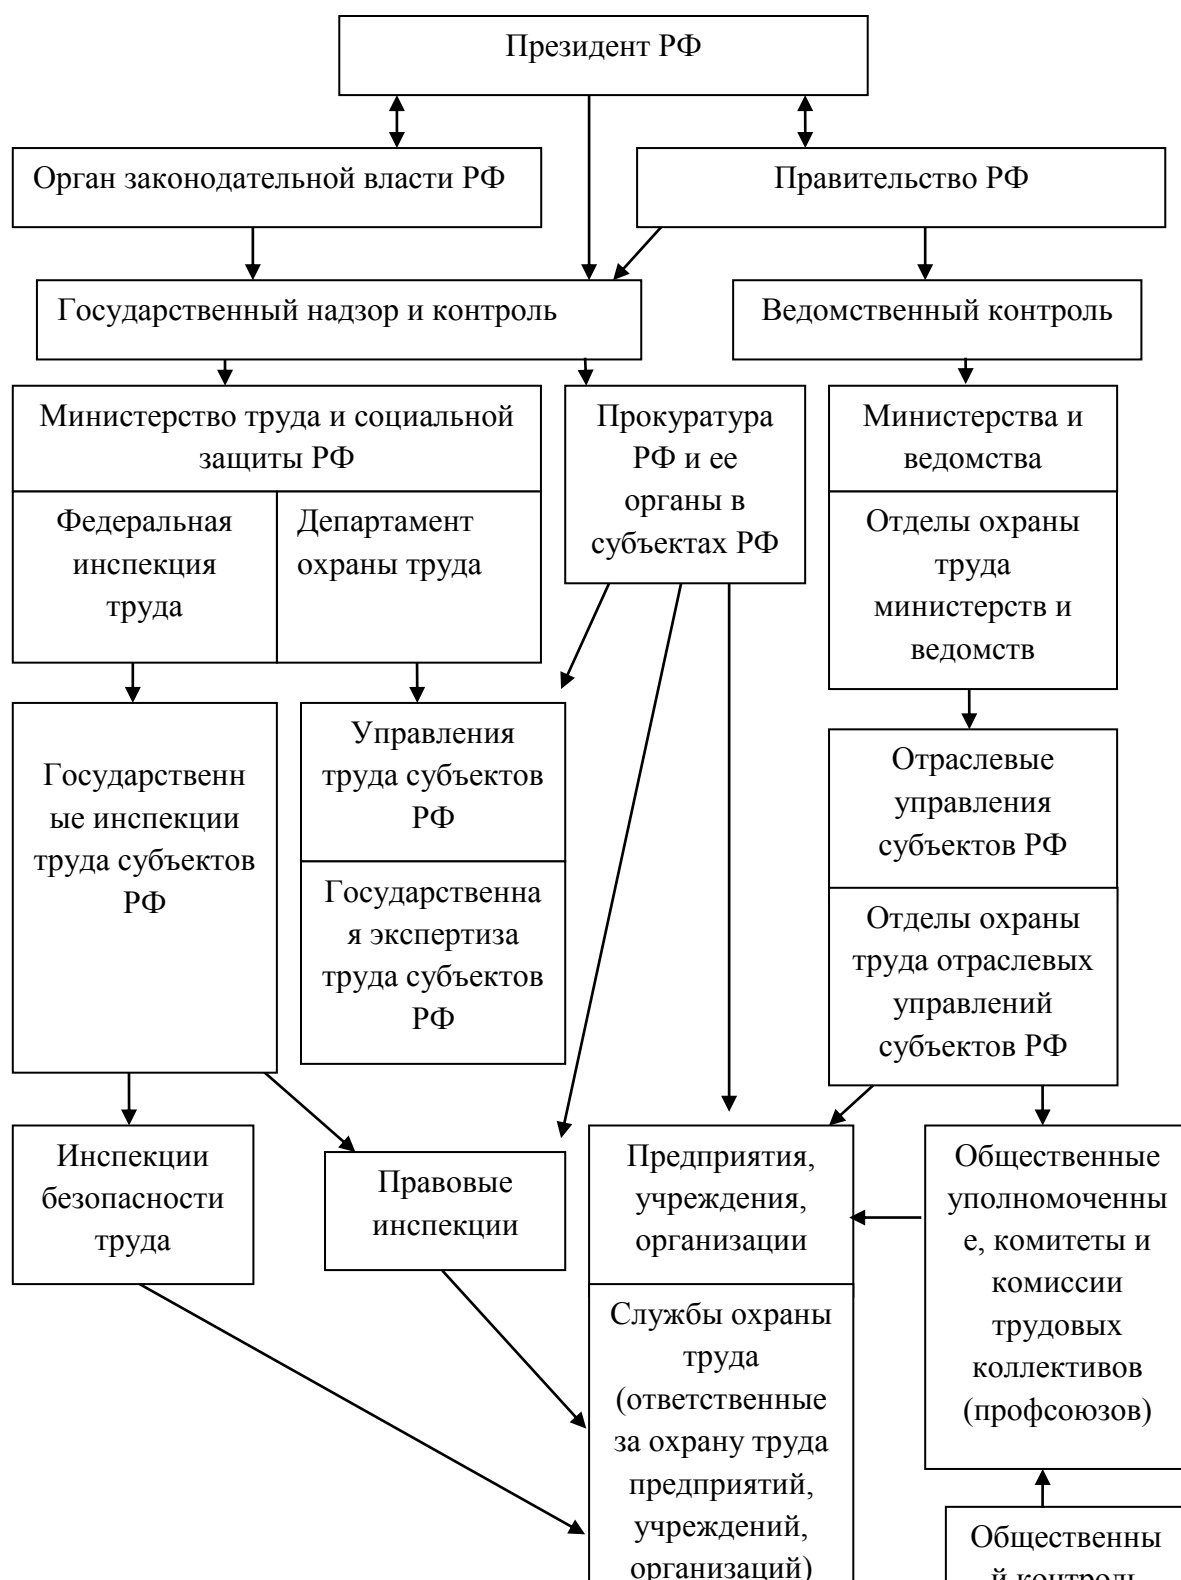 Президент РФ
Орган законодательной власти РФ
Правительство РФ
Государственный надзор и контроль
Ведомственный контроль
Министерство труда и социальной
защиты РФ
Федеральная
инспекция
труда
Департамент
охраны труда
Прокуратура
РФ и ее
органы в
субъектах РФ
Министерства и
ведомства
Отделы охраны
труда
министерств и
ведомств
Государственн
ые инспекции
труда субъектов
РФ
Управления
труда субъектов
РФ
Государственна
я экспертиза
труда субъектов
РФ
Отраслевые
управления
субъектов РФ
Отделы охраны
труда отраслевых
управлений
субъектов РФ
Инспекции
безопасности
труда
Правовые
инспекции
Предприятия,
учреждения,
организации
Службы охраны
труда
(ответственные
за охрану труда
предприятий,
учреждений,
организаций)
Общественные
уполномоченны
е, комитеты и
комиссии
трудовых
коллективов
(профсоюзов)
Общественны
й контроль